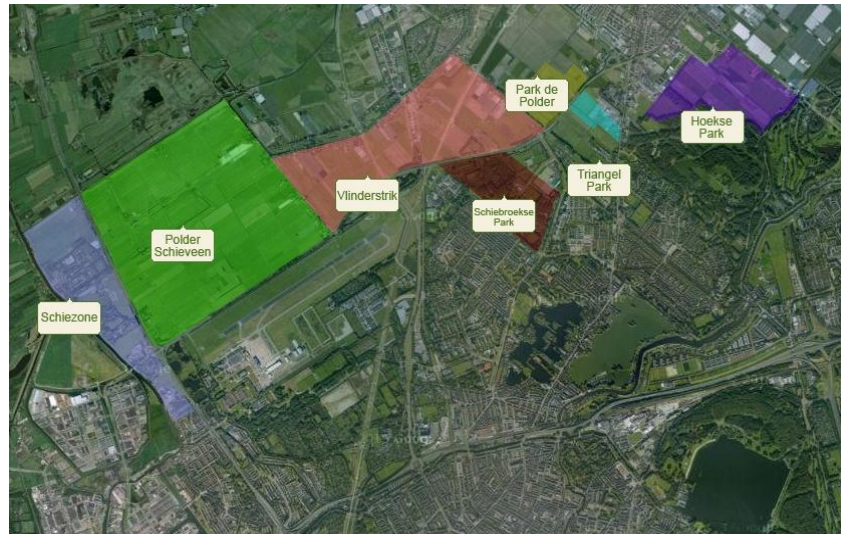 Park de
Polder
Hoekse
Park
Triangel
Park
Vlinderstrik
Schiebroekse
Park
Polder
Schieveen
Schiezone